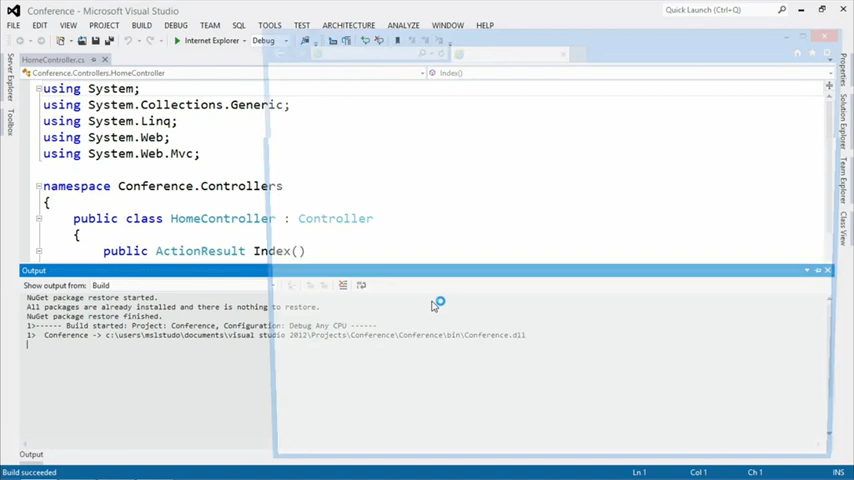 Conference - Microsoft Visual Studio
Quick Launch (Ctrl+Q)
FILE EDIT VIEW PROJECT BUILD DEBUG TEAM SQL TOOLS TEST ARCHITECTURE ANALYZE WINDOW HELP
Internet Explorer Debug
HomeController.cs
Conference.Controllers.HomeController Index()
using System;
using System.Collections.Generic;
using System.Linq;
using System.Web;
using System.Web.Mvc;
namespace Conference.Controllers
{
public class HomeController : Controller
{
public ActionResult Index()
Output
Show output from: Build
NuGet package restore started.
All packages are already installed and there is nothing to restore.
NuGet package restore finished.
1>------ Build started: Project: Conference, Configuration: Debug Any CPU ------
1> Conference -> c:\users\mslstudo\documents\visual studio 2012\Projects\Conference\Conference\bin\Conference.dll
Output
Build succeeded Ln 1 Col 1 Ch 1 INS
Server Explorer
Toolbox
Properties
Solution Explorer
Team Explorer
Class View